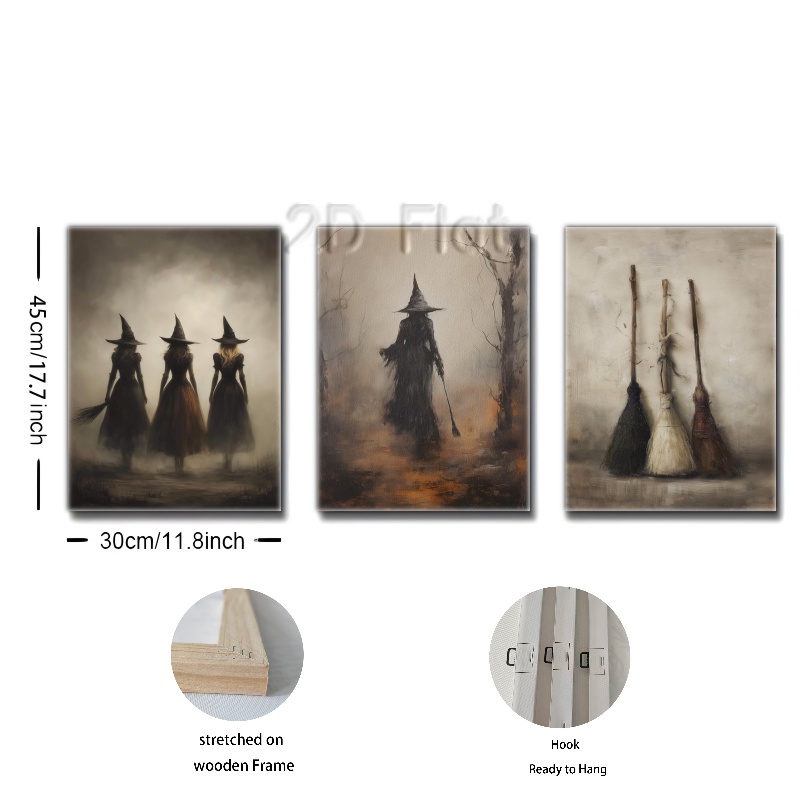 2D Flat
45cm/17.7inch
30cm/11.8inch
stretched on
wooden Frame
Hook
Ready to Hang